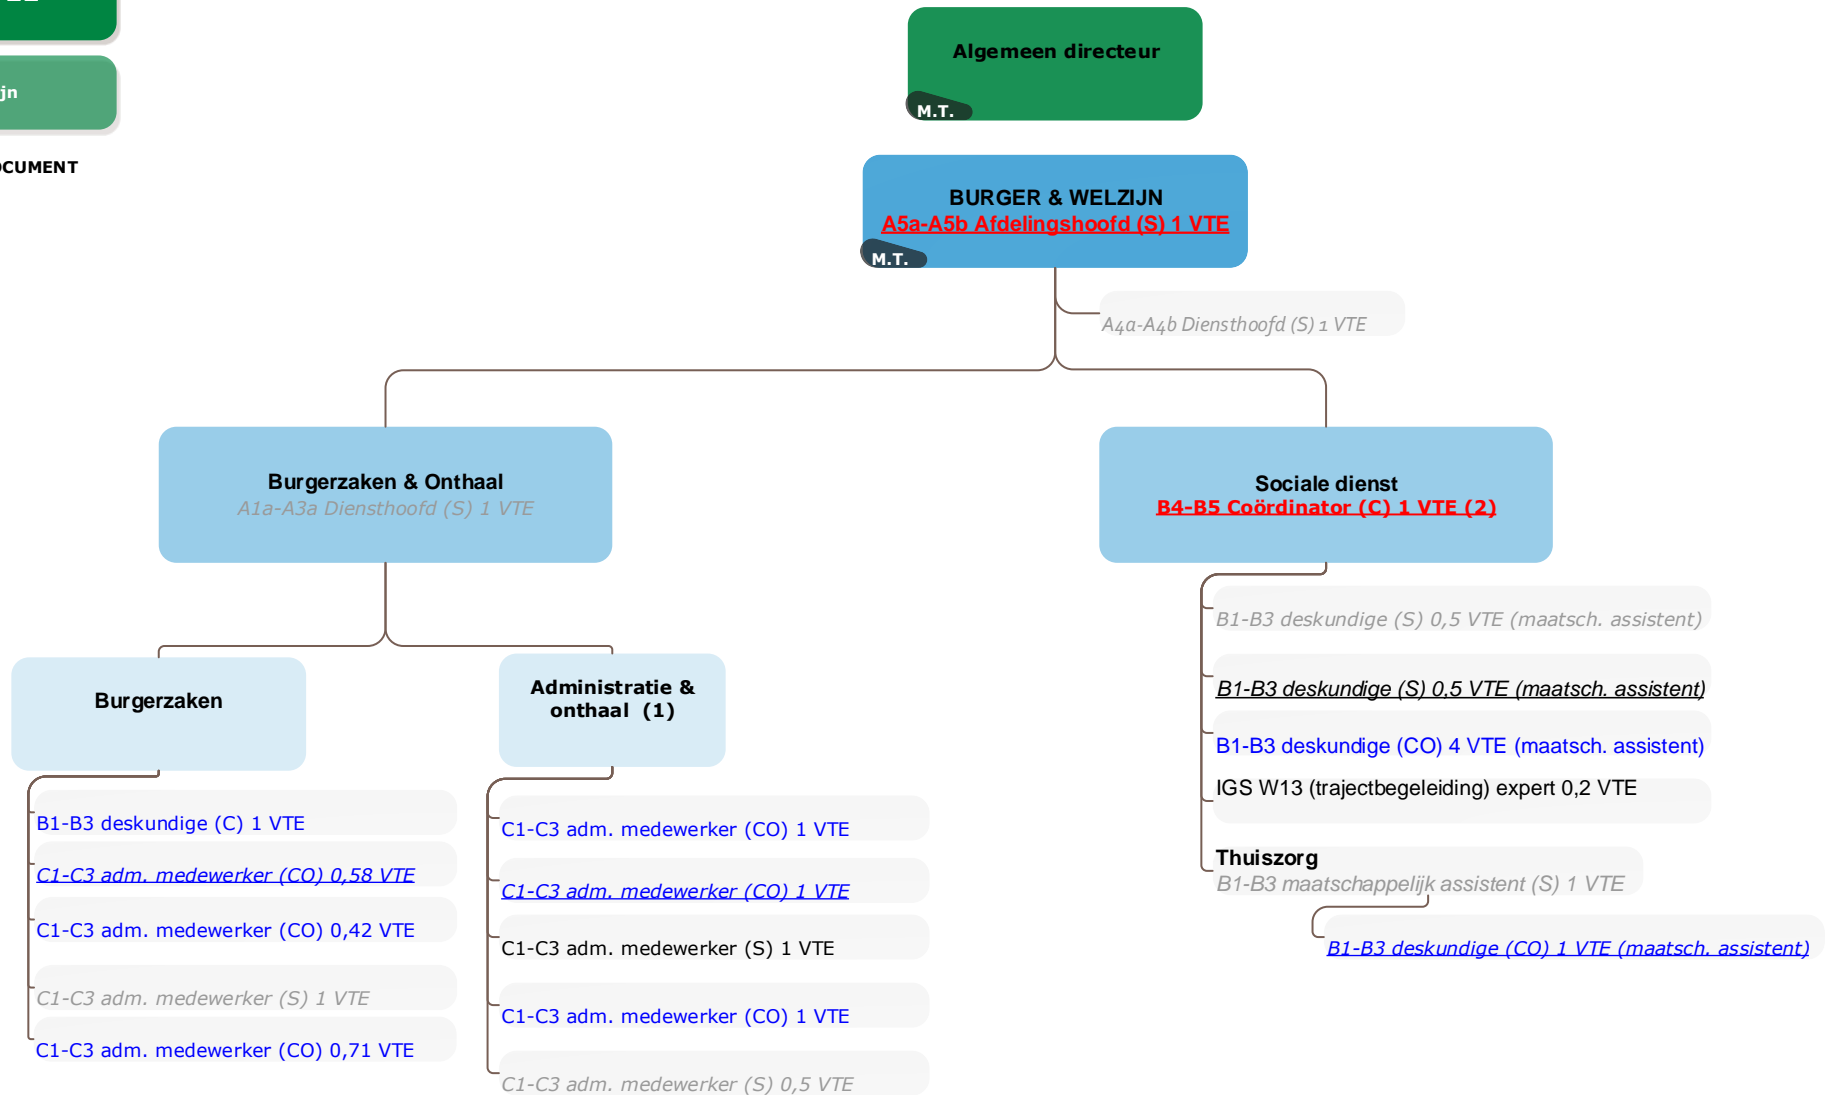 Algemeen directeur
M.T.
BURGER & WELZIJN
A5a-A5b Afdelingshoofd (S) 1 VTE
M.T.
A4a-A4b Diensthoofd (S) 1 VTE
Burgerzaken & Onthaal
A1a-A3a Diensthoofd (S) 1 VTE
Sociale dienst
B4-B5 Coördinator (C) 1 VTE (2)
Burgerzaken
B1-B3 deskundige (C) 1 VTE
C1-C3 adm. medewerker (CO) 0,58 VTE
C1-C3 adm. medewerker (CO) 0,42 VTE
C1-C3 adm. medewerker (S) 1 VTE
C1-C3 adm. medewerker (CO) 0,71 VTE
Administratie &
onthaal (1)
C1-C3 adm. medewerker (CO) 1 VTE
C1-C3 adm. medewerker (CO) 1 VTE
C1-C3 adm. medewerker (S) 1 VTE
C1-C3 adm. medewerker (CO) 1 VTE
C1-C3 adm. medewerker (S) 0,5 VTE
B1-B3 deskundige (S) 0,5 VTE (maatsch. assistent)
B1-B3 deskundige (S) 0,5 VTE (maatsch. assistent)
B1-B3 deskundige (CO) 4 VTE (maatsch. assistent)
IGS W13 (trajectbegeleiding) expert 0,2 VTE
Thuiszorg
B1-B3 maatschappelijk assistent (S) 1 VTE
B1-B3 deskundige (CO) 1 VTE (maatsch. assistent)